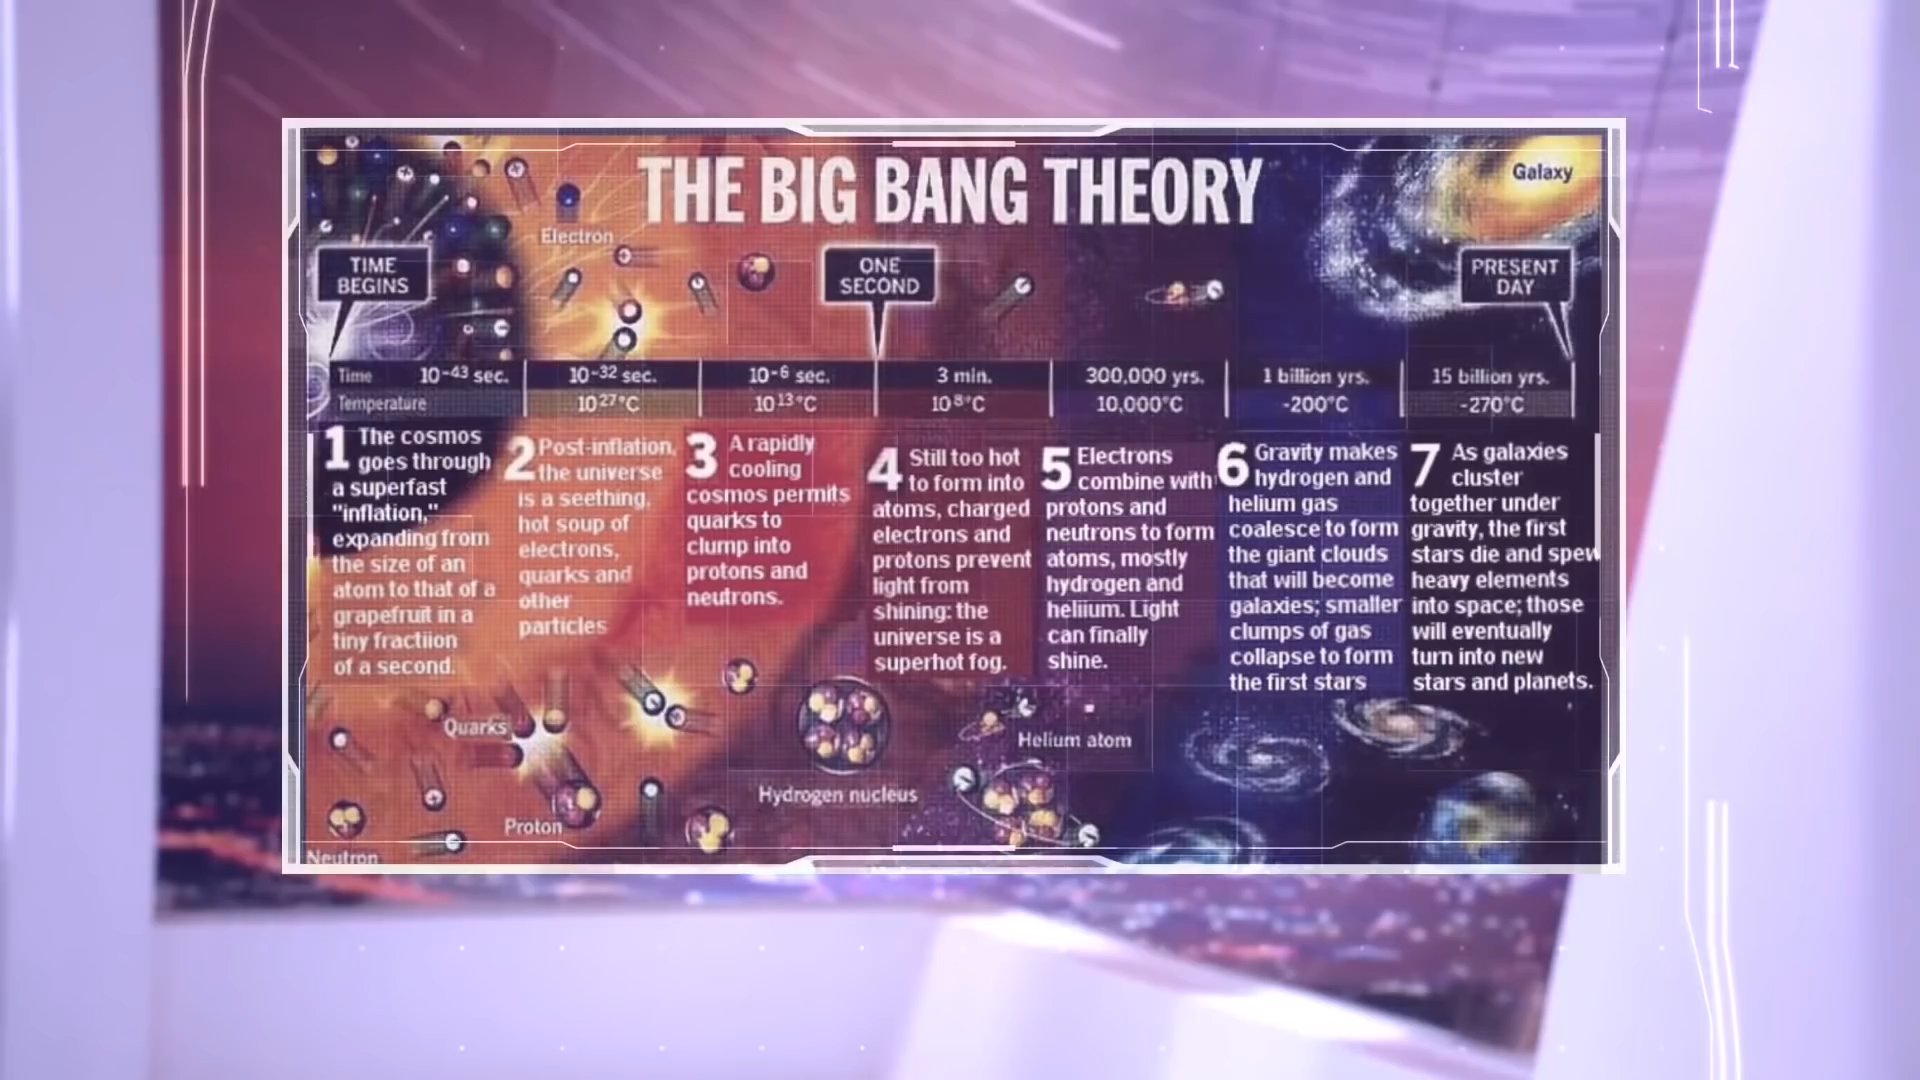 THE BIG BANG THEORY
Galaxy
Electron
TIME
BEGINS
ONE
SECOND
PRESENT
DAY
Time 10-43 sec. 10-32 sec. 10-6 sec. 3 min. 300,000 yrs. 1 billion yrs. 15 billion yrs.
Temperature 1027°C 1013°C 108°C 10,000°C -200°C -270°C
1 The cosmos
goes through
a superfast
"inflation,"
expanding from
the size of an
atom to that of a
grapefruit in a
tiny fractiion
of a second.
2 Post-inflation,
the universe
is a seething,
hot soup of
electrons,
quarks and
other
particles
3 A rapidly
cooling
cosmos permits
quarks to
clump into
protons and
neutrons.
4 Still too hot
to form into
atoms, charged
electrons and
protons prevent
light from
shining: the
universe is a
superhot fog.
5 Electrons
combine with
protons and
neutrons to form
atoms, mostly
hydrogen and
heliium. Light
can finally
shine.
6 Gravity makes
hydrogen and
helium gas
coalesce to form
the giant clouds
that will become
galaxies; smaller
clumps of gas
collapse to form
the first stars
7 As galaxies
cluster
together under
gravity, the first
stars die and spew
heavy elements
into space; those
will eventually
turn into new
stars and planets.
Quarks
Helium atom
Hydrogen nucleus
Proton
Neutron